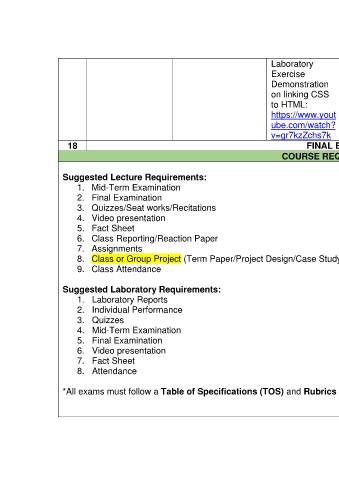 Laboratory
Exercise
Demonstration
on linking CSS
to HTML:
https://www.yout
ube.com/watch?
v=gr7kzZchs7k
18 FINAL E
COURSE REQ
Suggested Lecture Requirements:
1. Mid-Term Examination
2. Final Examination
3. Quizzes/Seat works/Recitations
4. Video presentation
5. Fact Sheet
6. Class Reporting/Reaction Paper
7. Assignments
8. Class or Group Project (Term Paper/Project Design/Case Study
9. Class Attendance
Suggested Laboratory Requirements:
1. Laboratory Reports
2. Individual Performance
3. Quizzes
4. Mid-Term Examination
5. Final Examination
6. Video presentation
7. Fact Sheet
8. Attendance
*All exams must follow a Table of Specifications (TOS) and Rubrics